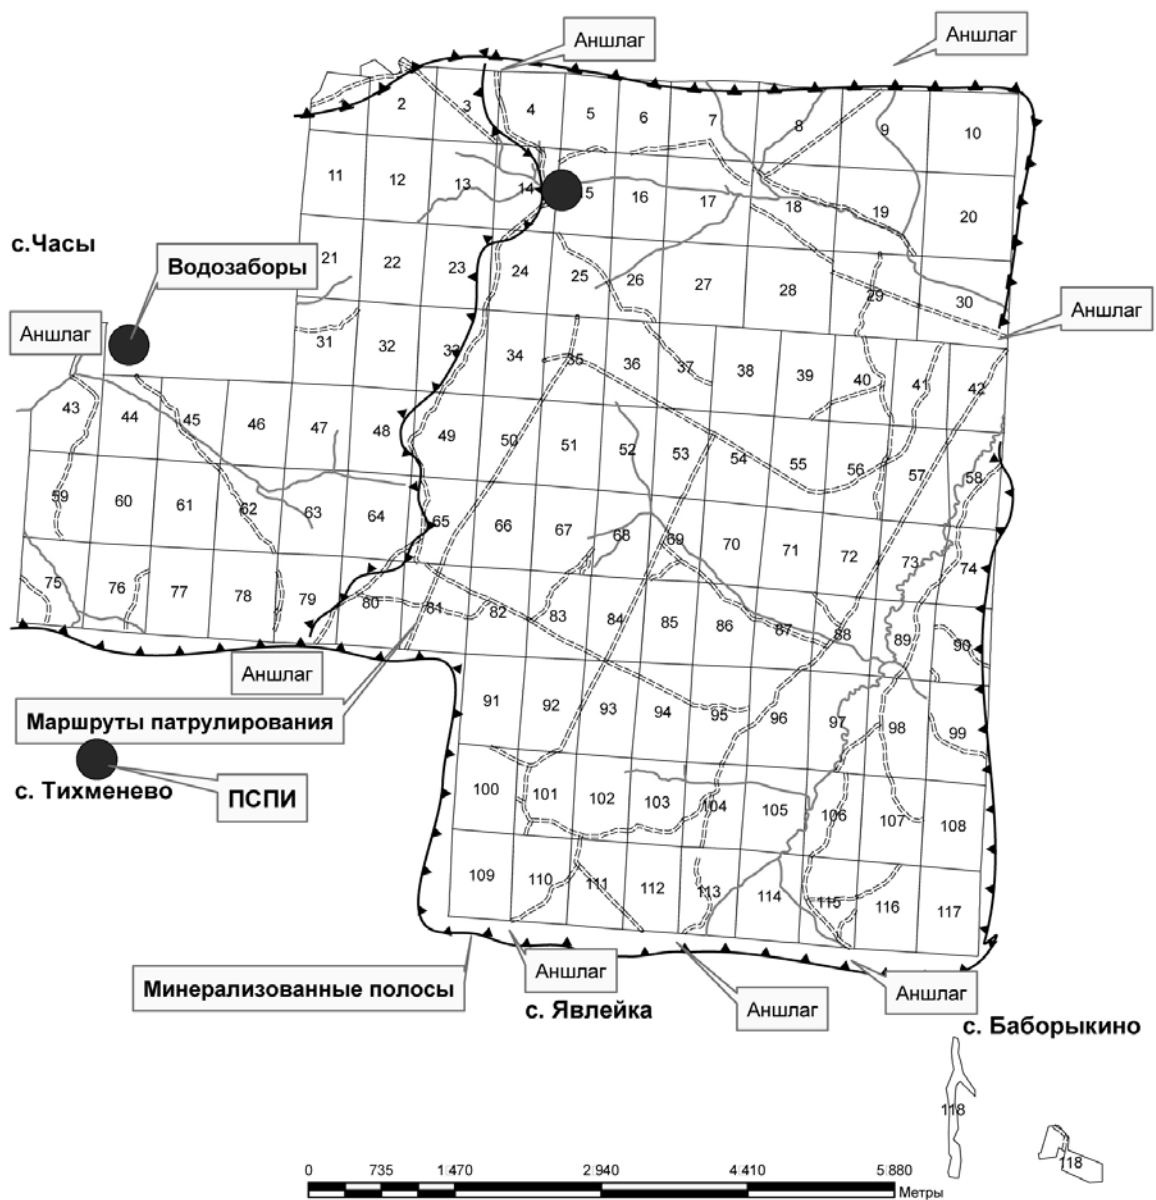 Аншлаг
Аншлаг
2 3 4 5 6 7 8 9 10
11 12 13 14 15 16 17 18 19 20
с.Часы
Водозаборы
21 22 23 24 25 26 27 28 29 30
Аншлаг
Аншлаг
31 32 33 34 35 36 37 38 39 40 41 42
43 44 45 46 47 48 49 50 51 52 53 54 55 56 57 58
59 60 61 62 63 64 65 66 67 68 69 70 71 72 73 74
75 76 77 78 79 80 81 82 83 84 85 86 87 88 89 90
Аншлаг
Маршруты патрулирования
91 92 93 94 95 96 97 98 99
с. Тихменево
ПСПИ
100 101 102 103 104 105 106 107 108
109 110 111 112 113 114 115 116 117
Минерализованные полосы
Аншлаг
Аншлаг
Аншлаг
с. Явлейка
с. Баборыкино
118
118
0 735 1 470 2 940 4 410 5 880
Метры